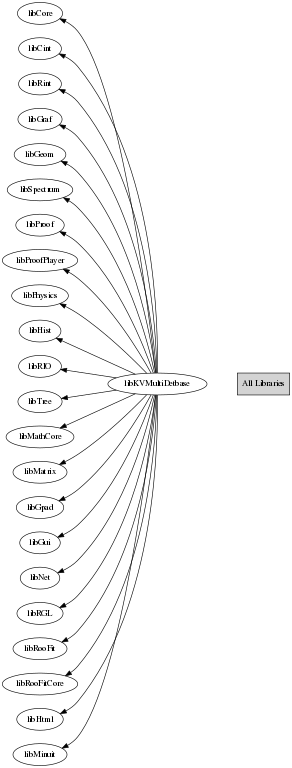 libCore
libCint
libRint
libGraf
libGeom
libSpectrum
libProof
libProofPlayer
libPhysics
libHist
libRIO
libKVMultiDetbase
All Libraries
libTree
libMathCore
libMatrix
libGpad
libGui
libNet
libRGL
libRooFit
libRooFitCore
libHtml
libMinuit